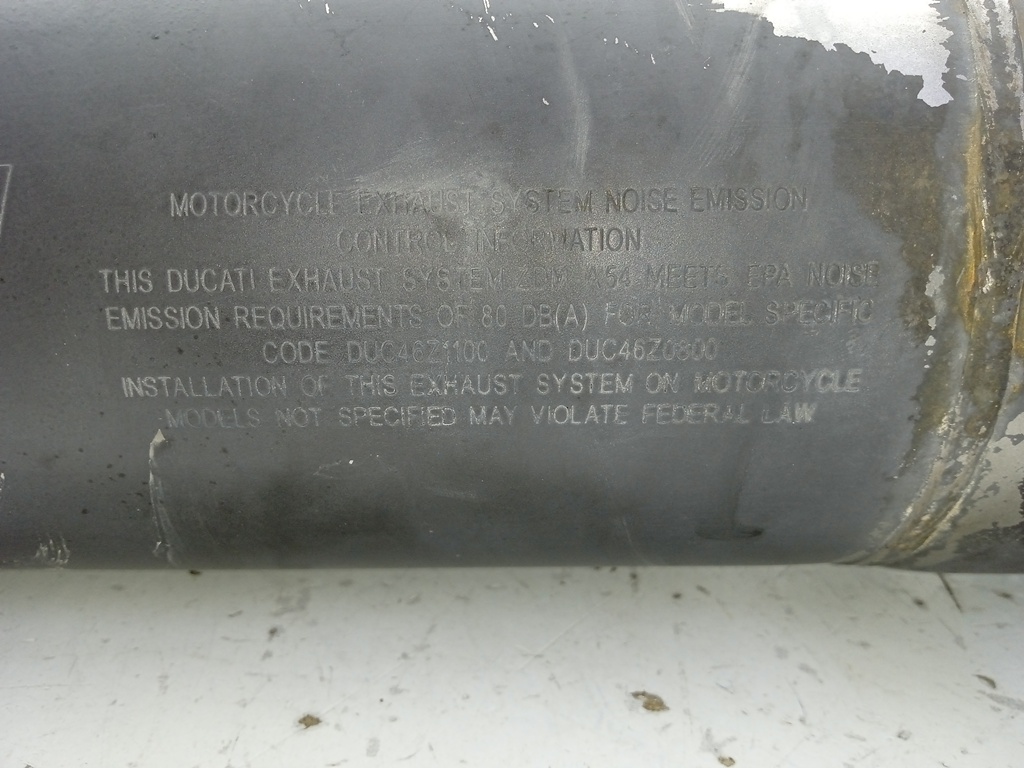 MOTORCYCLE EXHAUST SYSTEM NOISE EMISSION
CONTROL INFORMATION
THIS DUCATI EXHAUST SYSTEM ZDM A54 MEETS EPA NOISE
EMISSION REQUIREMENTS OF 80 DB(A) FOR MODEL SPECIFIC
CODE DUC46Z1100 AND DUC46Z0800
INSTALLATION OF THIS EXHAUST SYSTEM ON MOTORCYCLE
MODELS NOT SPECIFIED MAY VIOLATE FEDERAL LAW